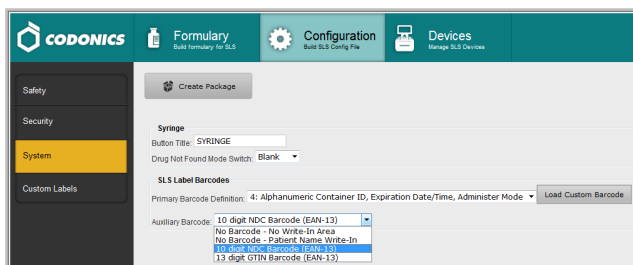 CODONICS
Formulary
Build formulary for SLS
Configuration
Build SLS Config File
Devices
Manage SLS Devices
Safety
Security
System
Custom Labels
Create Package
Syringe
Button Title: SYRINGE
Drug Not Found Mode Switch: Blank
SLS Label Barcodes
Primary Barcode Definition: 4: Alphanumeric Container ID, Expiration Date/Time, Administer Mode Load Custom Barcode
Auxiliary Barcode: 10 digit NDC Barcode (EAN-13)
No Barcode - No Write-In Area
No Barcode - Patient Name Write-In
10 digit NDC Barcode (EAN-13)
13 digit GTIN Barcode (EAN-13)